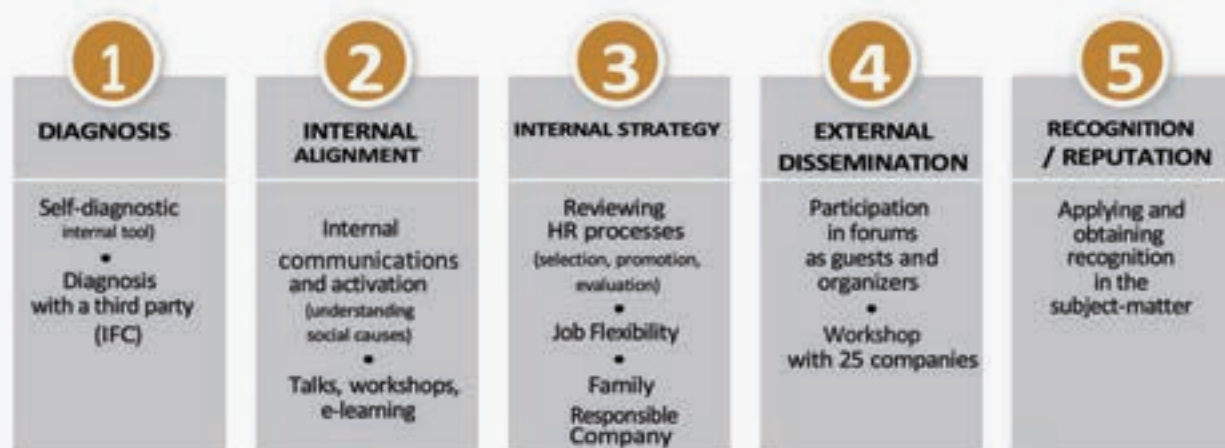 1
DIAGNOSIS
Self-diagnostic
internal tool)
•
Diagnosis
with a third party
(IFC)
2
INTERNAL
ALIGNMENT
Internal
communications
and activation
(understanding
social causes)
•
Talks, workshops,
e-learning
3
INTERNAL STRATEGY
Reviewing
HR processes
(selection, promotion,
evaluation)
•
Job Flexibility
•
Family
Responsible
Company
4
EXTERNAL
DISSEMINATION
Participation
in forums
as guests and
organizers
•
Workshop
with 25 companies
5
RECOGNITION
/ REPUTATION
Applying and
obtaining
recognition
in the
subject-matter